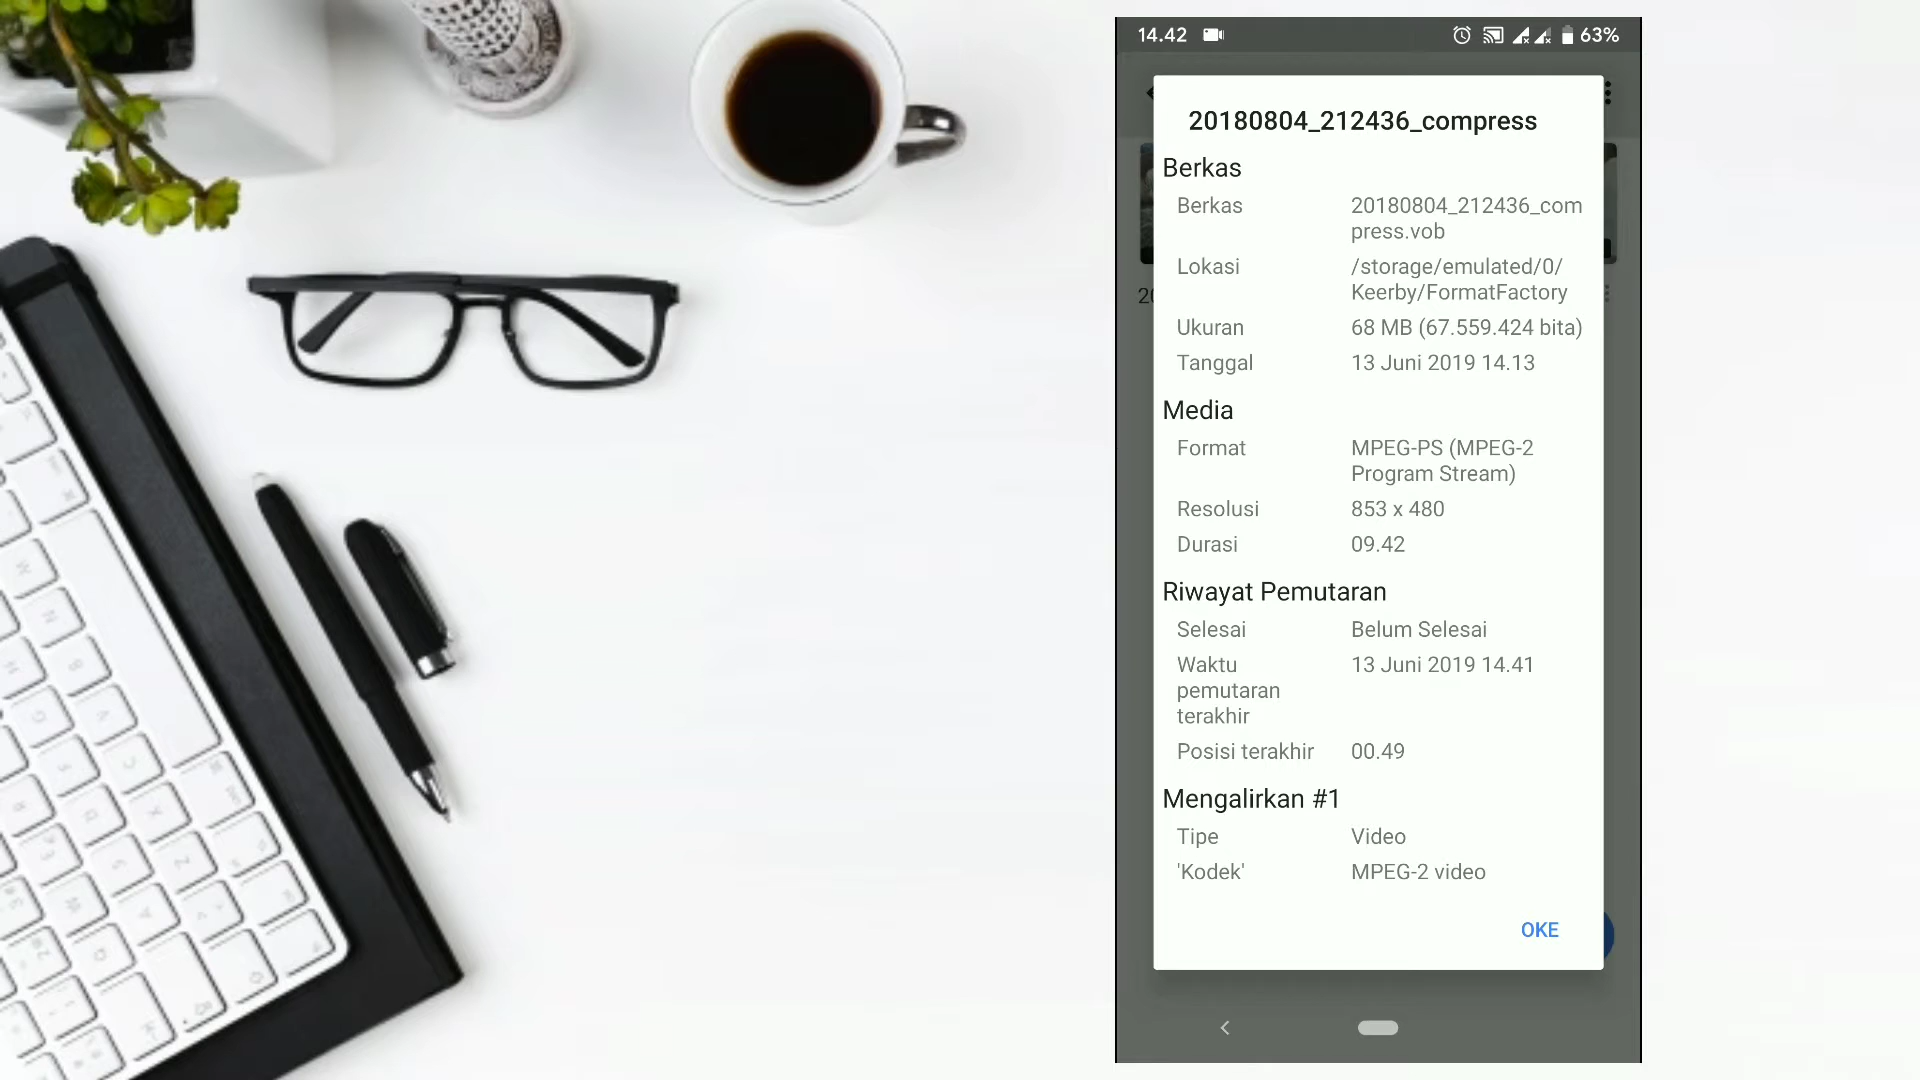 14.42
63%
20180804_212436_compress
Berkas
Berkas 20180804_212436_com
press.vob
Lokasi /storage/emulated/0/
Keerby/FormatFactory
Ukuran 68 MB (67.559.424 bita)
Tanggal 13 Juni 2019 14.13
Media
Format MPEG-PS (MPEG-2
Program Stream)
Resolusi 853 x 480
Durasi 09.42
Riwayat Pemutaran
Selesai Belum Selesai
Waktu 13 Juni 2019 14.41
pemutaran
terakhir
Posisi terakhir 00.49
Mengalirkan #1
Tipe Video
'Kodek' MPEG-2 video
OKE